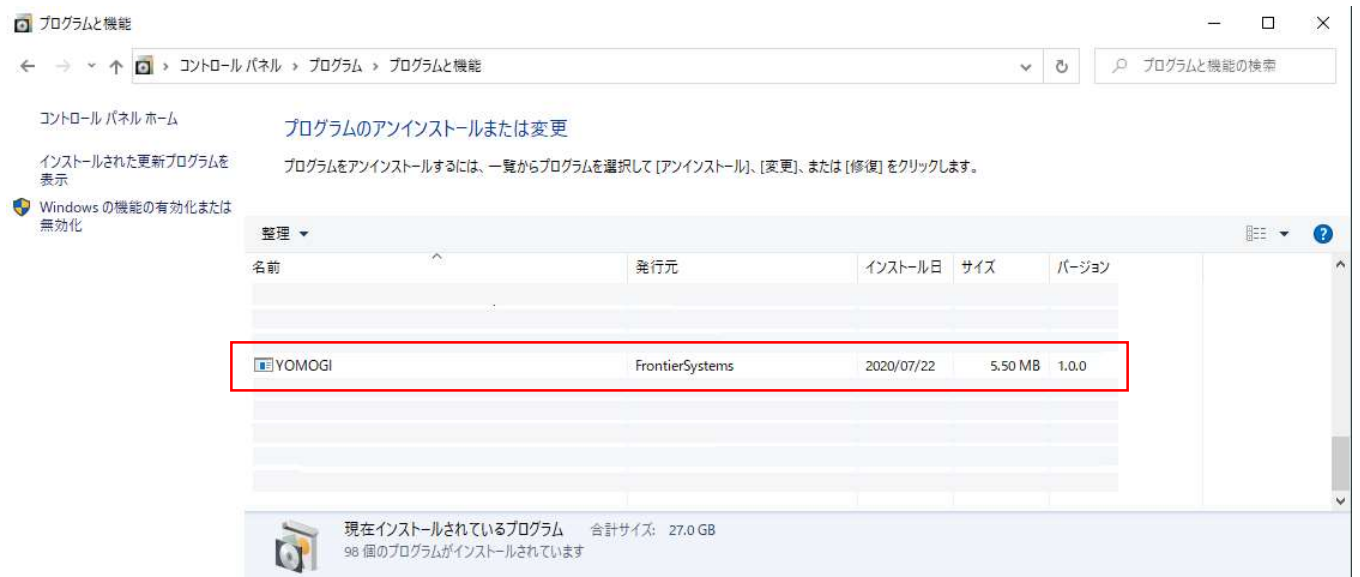 プログラムと機能
コントロール パネル › プログラム › プログラムと機能
プログラムと機能の検索
コントロール パネル ホーム
インストールされた更新プログラムを
表示
Windows の機能の有効化または
無効化
プログラムのアンインストールまたは変更
プログラムをアンインストールするには、一覧からプログラムを選択して [アンインストール]、[変更]、または [修復] をクリックします。
整理
名前 発行元 インストール日 サイズ バージョン
YOMOGI FrontierSystems 2020/07/22 5.50 MB 1.0.0
現在インストールされているプログラム 合計サイズ: 27.0 GB
98 個のプログラムがインストールされています